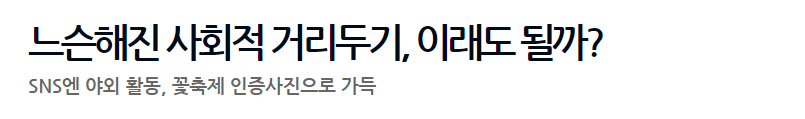 느슨해진 사회적 거리두기, 이래도 될까?
SNS엔 야외 활동, 꽃축제 인증사진으로 가득